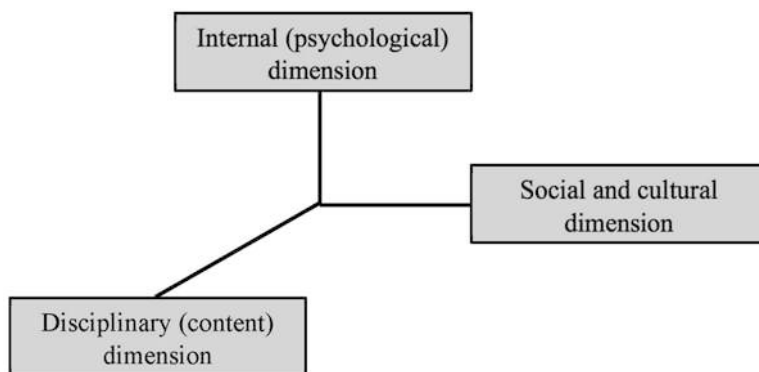 Internal (psychological)
dimension
Social and cultural
dimension
Disciplinary (content)
dimension